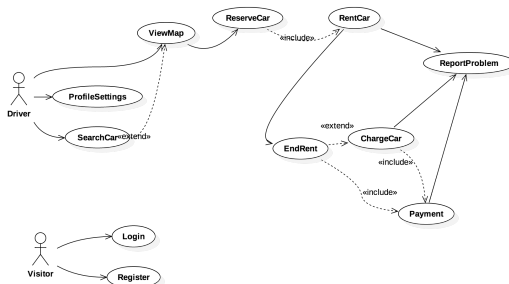 ReserveCar
RentCar
ViewMap
«include»
ReportProblem
ProfileSettings
Driver
SearchCar
«extend»
«extend»
ChargeCar
EndRent
«include»
«include»
Payment
Login
Visitor
Register